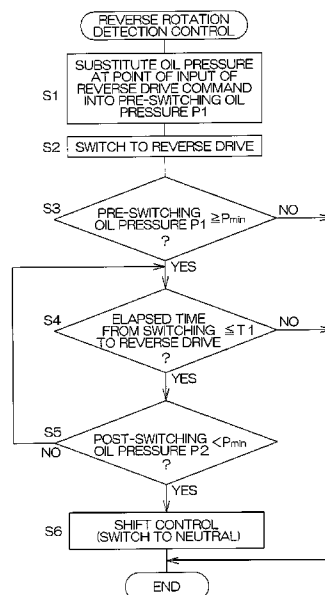 REVERSE ROTATION
DETECTION CONTROL
S1
SUBSTITUTE OIL PRESSURE
AT POINT OF INPUT OF
REVERSE DRIVE COMMAND
INTO PRE-SWITCHING OIL
PRESSURE P1
S2
SWITCH TO REVERSE DRIVE
S3
PRE-SWITCHING
OIL PRESSURE P1 ≧Pmin
?
NO
YES
S4
ELAPSED TIME
FROM SWITCHING ≦T1
TO REVERSE DRIVE
?
NO
YES
S5
NO
POST-SWITCHING
OIL PRESSURE P2 <Pmin
?
YES
S6
SHIFT CONTROL
(SWITCH TO NEUTRAL)
END